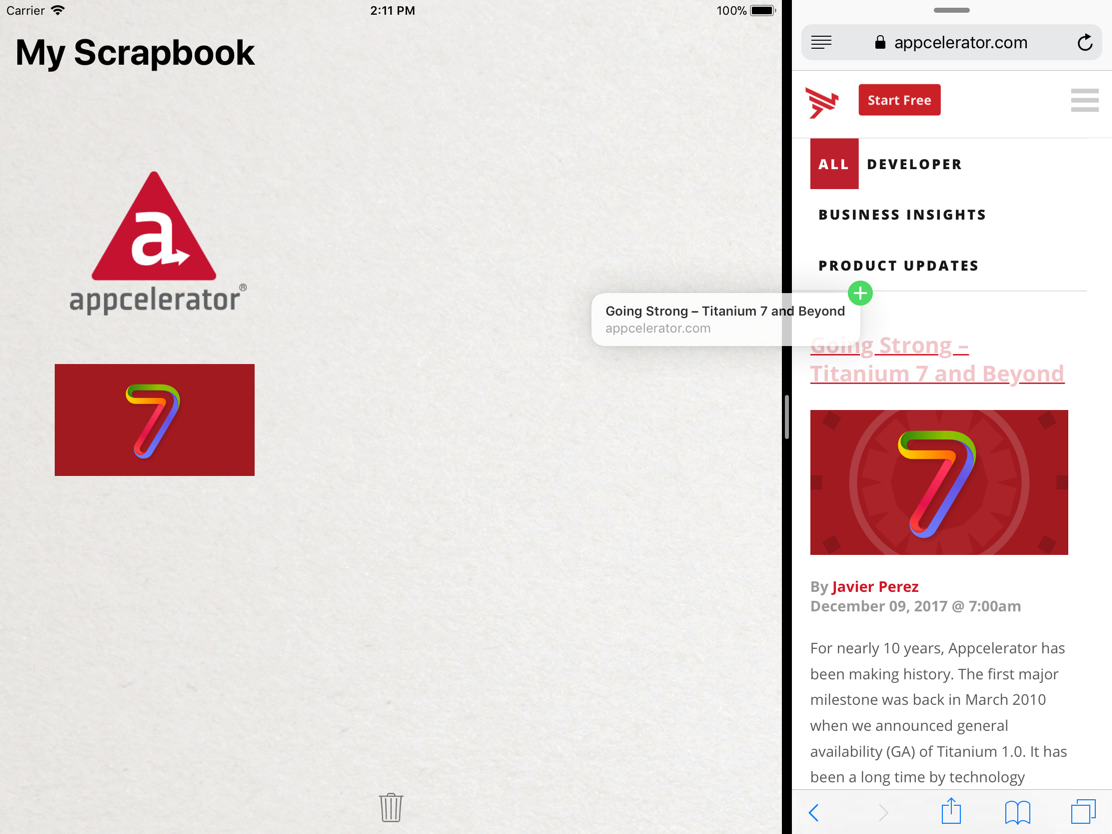 Carrier
2:11 PM
100%
My Scrapbook
a
appcelerator®
7
Going Strong – Titanium 7 and Beyond
appcelerator.com
appcelerator.com
Start Free
ALL DEVELOPER
BUSINESS INSIGHTS
PRODUCT UPDATES
Going Strong –
Titanium 7 and Beyond
7
By Javier Perez
December 09, 2017 @ 7:00am
For nearly 10 years, Appcelerator has
been making history. The first major
milestone was back in March 2010
when we announced general
availability (GA) of Titanium 1.0. It has
been a long time by technology